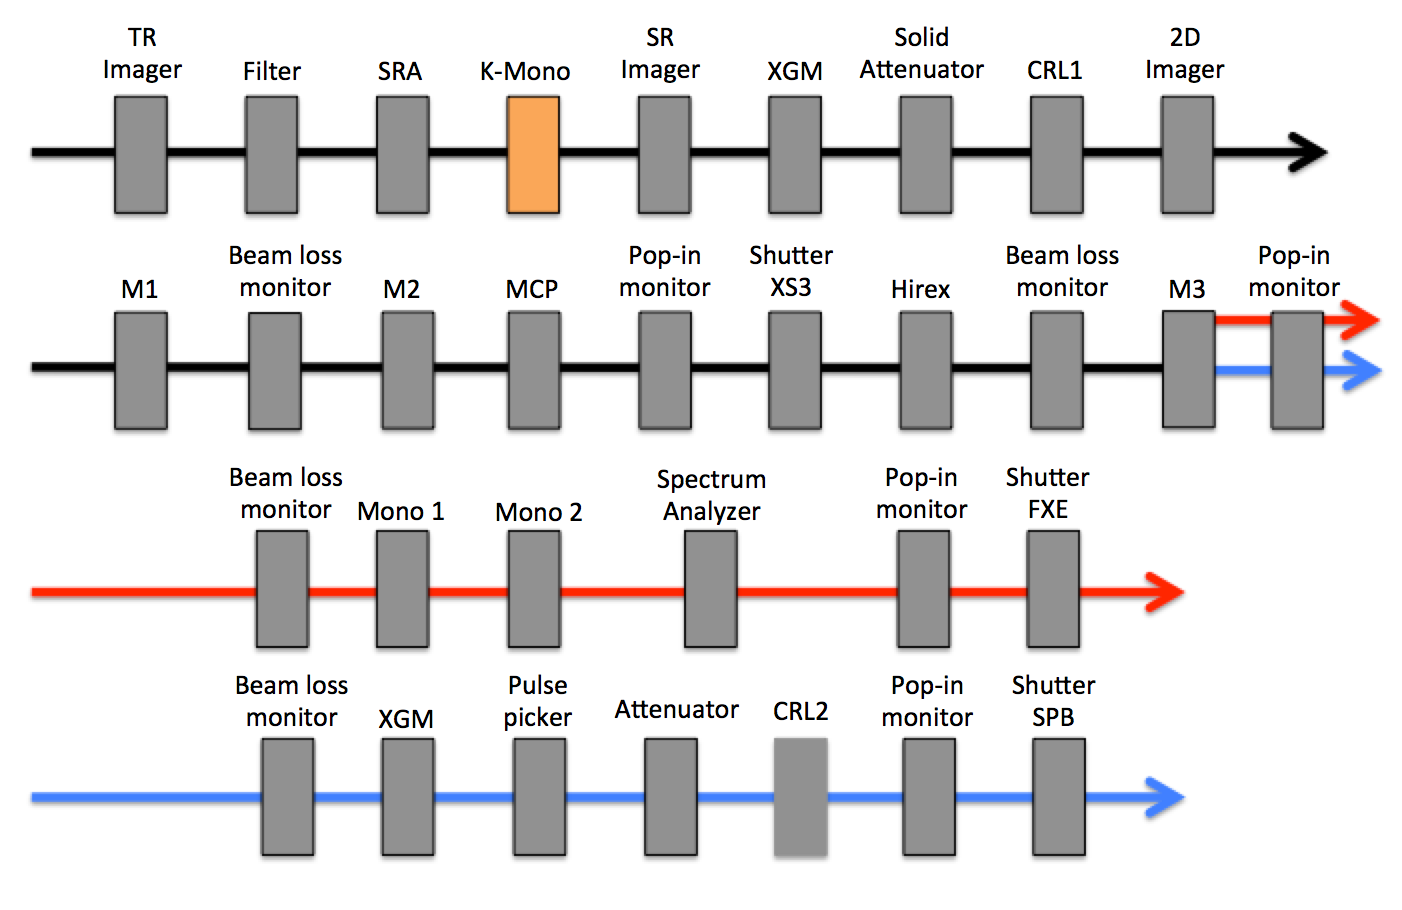 TR
Imager
Filter
SRA
K-Mono
SR
Imager
XGM
Solid
Attenuator
CRL1
2D
Imager
M1
Beam loss
monitor
M2
MCP
Pop-in
monitor
Shutter
XS3
Hirex
Beam loss
monitor
M3
Pop-in
monitor
Beam loss
monitor
Mono 1
Mono 2
Spectrum
Analyzer
Pop-in
monitor
Shutter
FXE
Beam loss
monitor
XGM
Pulse
picker
Attenuator
CRL2
Pop-in
monitor
Shutter
SPB